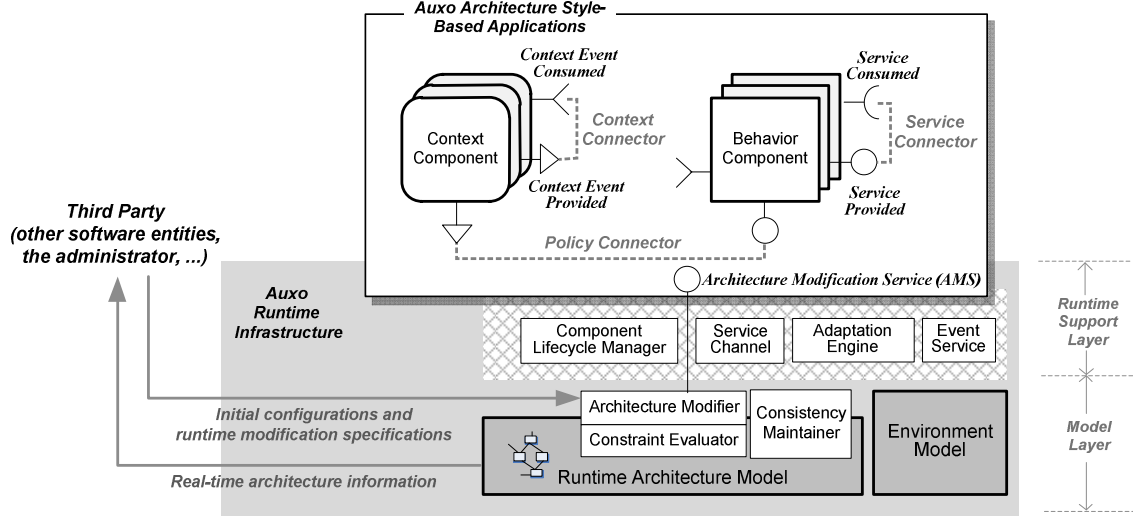 Auxo Architecture Style-
Based Applications
Context Event
Consumed
Service
Consumed
Context
Component
Context
Connector
Behavior
Component
Service
Connector
Context Event
Provided
Service
Provided
Third Party
(other software entities,
the administrator, ...)
Policy Connector
Architecture Modification Service (AMS)
Auxo
Runtime
Infrastructure
Component
Lifecycle Manager
Service
Channel
Adaptation
Engine
Event
Service
Runtime
Support
Layer
Initial configurations and
runtime modification specifications
Architecture Modifier
Constraint Evaluator
Consistency
Maintainer
Environment
Model
Model
Layer
Real-time architecture information
Runtime Architecture Model